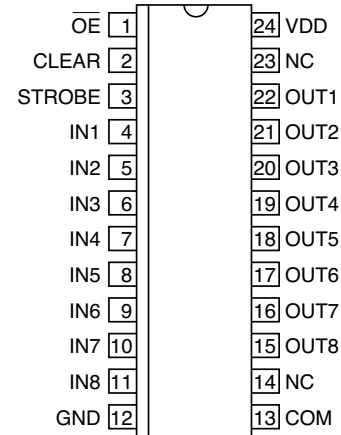 OE 1 24 VDD
CLEAR 2 23 NC
STROBE 3 22 OUT1
IN1 4 21 OUT2
IN2 5 20 OUT3
IN3 6 19 OUT4
IN4 7 18 OUT5
IN5 8 17 OUT6
IN6 9 16 OUT7
IN7 10 15 OUT8
IN8 11 14 NC
GND 12 13 COM